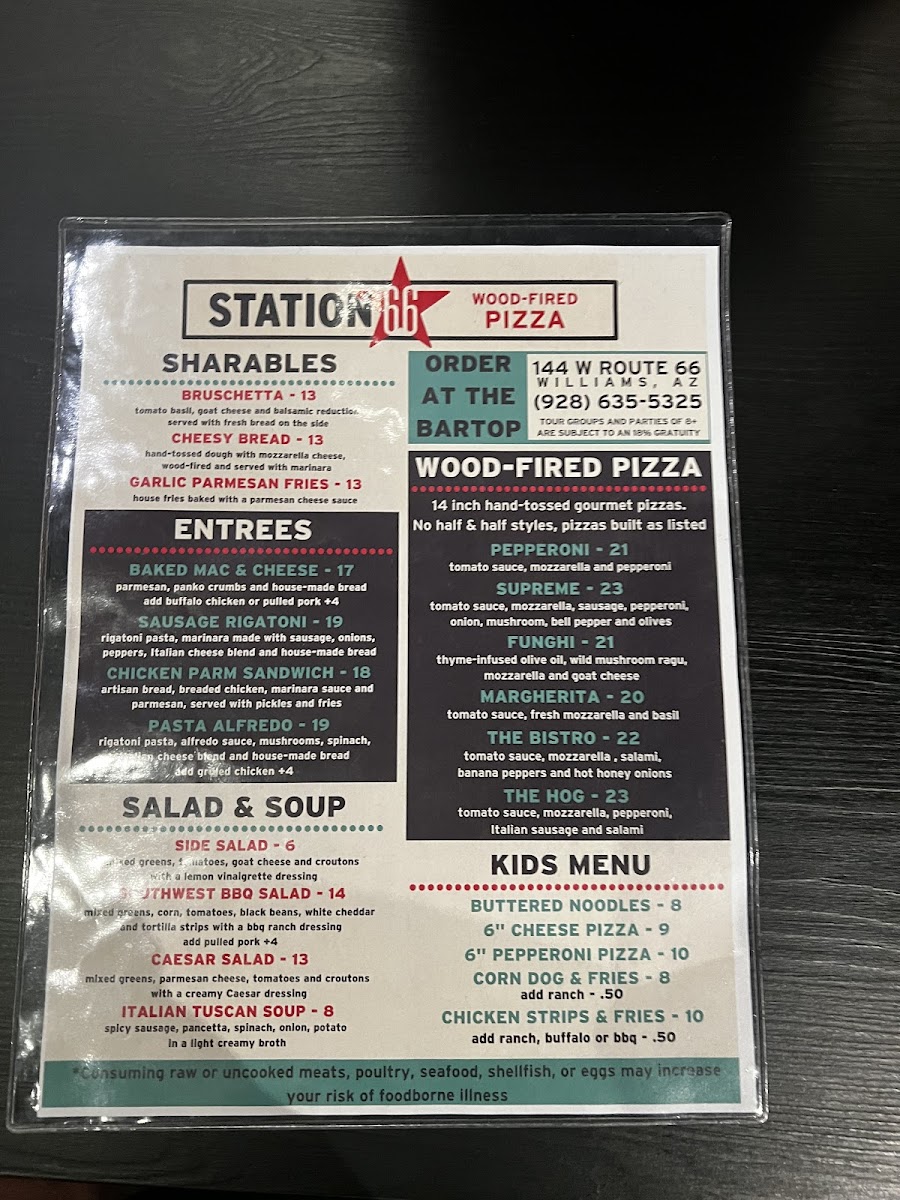 STATION 66 WOOD-FIRED PIZZA
SHARABLES
BRUSCHETTA - 13
tomato basil, goat cheese and balsamic reduction
served with fresh bread on the side
CHEESY BREAD - 13
hand-tossed dough with mozzarella cheese,
wood-fired and served with marinara
GARLIC PARMESAN FRIES - 13
house fries baked with a parmesan cheese sauce
ENTREES
BAKED MAC & CHEESE - 17
parmesan, panko crumbs and house-made bread
add buffalo chicken or pulled pork +4
SAUSAGE RIGATONI - 19
rigatoni pasta, marinara made with sausage, onions,
peppers, Italian cheese blend and house-made bread
CHICKEN PARM SANDWICH - 18
artisan bread, breaded chicken, marinara sauce and
parmesan, served with pickles and fries
PASTA ALFREDO - 19
rigatoni pasta, alfredo sauce, mushrooms, spinach,
Italian cheese blend and house-made bread
add grilled chicken +4
SALAD & SOUP
SIDE SALAD - 6
mixed greens, tomatoes, goat cheese and croutons
with a lemon vinaigrette dressing
SOUTHWEST BBQ SALAD - 14
mixed greens, corn, tomatoes, black beans, white cheddar
and tortilla strips with a bbq ranch dressing
add pulled pork +4
CAESAR SALAD - 13
mixed greens, parmesan cheese, tomatoes and croutons
with a creamy Caesar dressing
ITALIAN TUSCAN SOUP - 8
spicy sausage, pancetta, spinach, onion, potato
in a light creamy broth
ORDER
AT THE
BARTOP
144 W ROUTE 66
WILLIAMS, AZ
(928) 635-5325
TOUR GROUPS AND PARTIES OF 8+
ARE SUBJECT TO AN 18% GRATUITY
WOOD-FIRED PIZZA
14 inch hand-tossed gourmet pizzas.
No half & half styles, pizzas built as listed
PEPPERONI - 21
tomato sauce, mozzarella and pepperoni
SUPREME - 23
tomato sauce, mozzarella, sausage, pepperoni,
onion, mushroom, bell pepper and olives
FUNGHI - 21
thyme-infused olive oil, wild mushroom ragu,
mozzarella and goat cheese
MARGHERITA - 20
tomato sauce, fresh mozzarella and basil
THE BISTRO - 22
tomato sauce, mozzarella , salami,
banana peppers and hot honey onions
THE HOG - 23
tomato sauce, mozzarella, pepperoni,
Italian sausage and salami
KIDS MENU
BUTTERED NOODLES - 8
6" CHEESE PIZZA - 9
6" PEPPERONI PIZZA - 10
CORN DOG & FRIES - 8
add ranch - .50
CHICKEN STRIPS & FRIES - 10
add ranch, buffalo or bbq - .50
*Consuming raw or uncooked meats, poultry, seafood, shellfish, or eggs may increase
your risk of foodborne illness